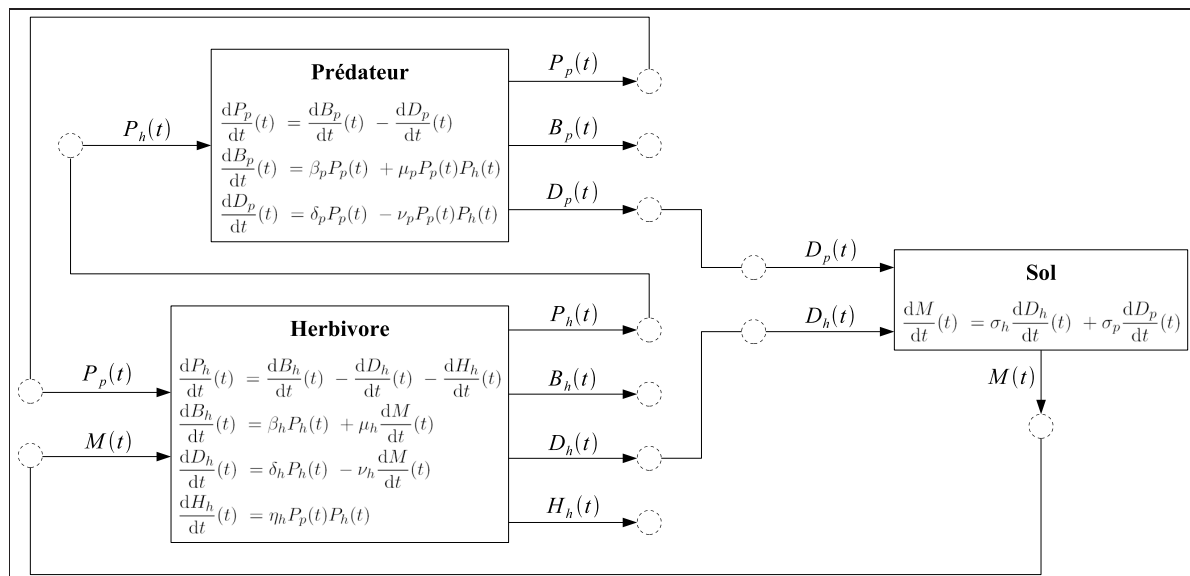 Prédateur
dP_p/dt (t) = dB_p/dt (t) − dD_p/dt (t)
dB_p/dt (t) = β_p P_p(t) + μ_p P_p(t)P_h(t)
dD_p/dt (t) = δ_p P_p(t) − ν_p P_p(t)P_h(t)
P_h(t)
P_p(t)
B_p(t)
D_p(t)
Herbivore
dP_h/dt (t) = dB_h/dt (t) − dD_h/dt (t) − dH_h/dt (t)
dB_h/dt (t) = β_h P_h(t) + μ_h dM/dt (t)
dD_h/dt (t) = δ_h P_h(t) − ν_h dM/dt (t)
dH_h/dt (t) = η_h P_p(t)P_h(t)
P_p(t)
M(t)
P_h(t)
B_h(t)
D_h(t)
H_h(t)
D_p(t)
D_h(t)
Sol
dM/dt (t) = σ_h dD_h/dt (t) + σ_p dD_p/dt (t)
M(t)